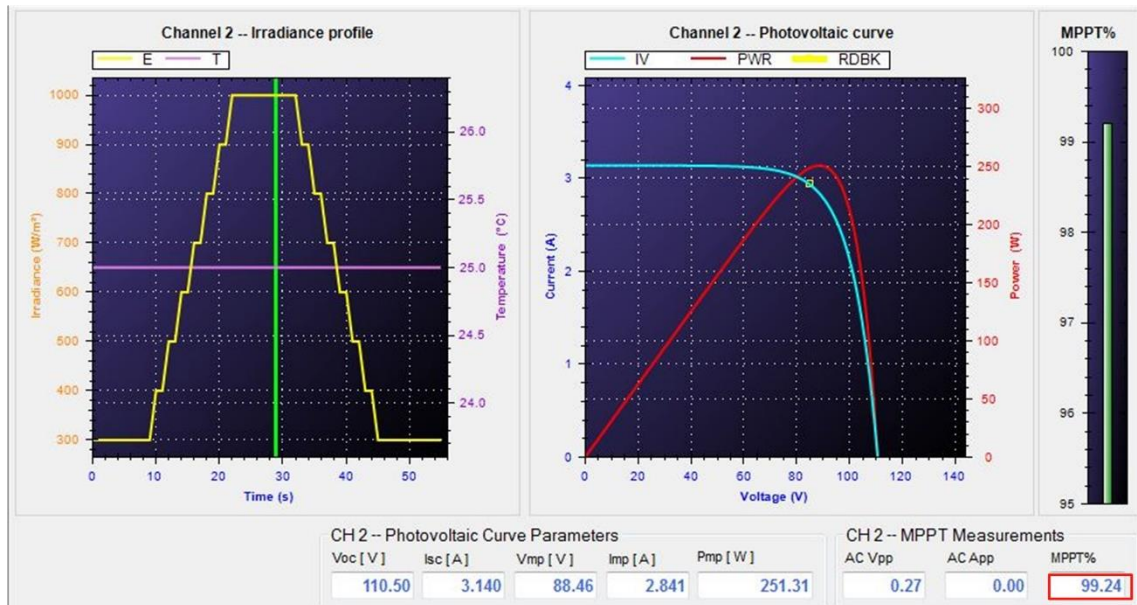 Channel 2 -- Irradiance profile
E T
1000
900
800
700
600
500
400
300
Irradiance (W/m²)
26.0
25.5
25.0
24.5
24.0
Temperature (°C)
0 10 20 30 40 50
Time (s)
Channel 2 -- Photovoltaic curve
IV PWR RDBK
4
3
2
1
0
Current (A)
300
250
200
150
100
50
0
Power (W)
0 20 40 60 80 100 120 140
Voltage (V)
MPPT%
100
99
98
97
96
95
CH 2 -- Photovoltaic Curve Parameters
Voc [ V ] Isc [ A ] Vmp [ V ] Imp [ A ] Pmp [ W ]
110.50 3.140 88.46 2.841 251.31
CH 2 -- MPPT Measurements
AC Vpp AC App MPPT%
0.27 0.00 99.24